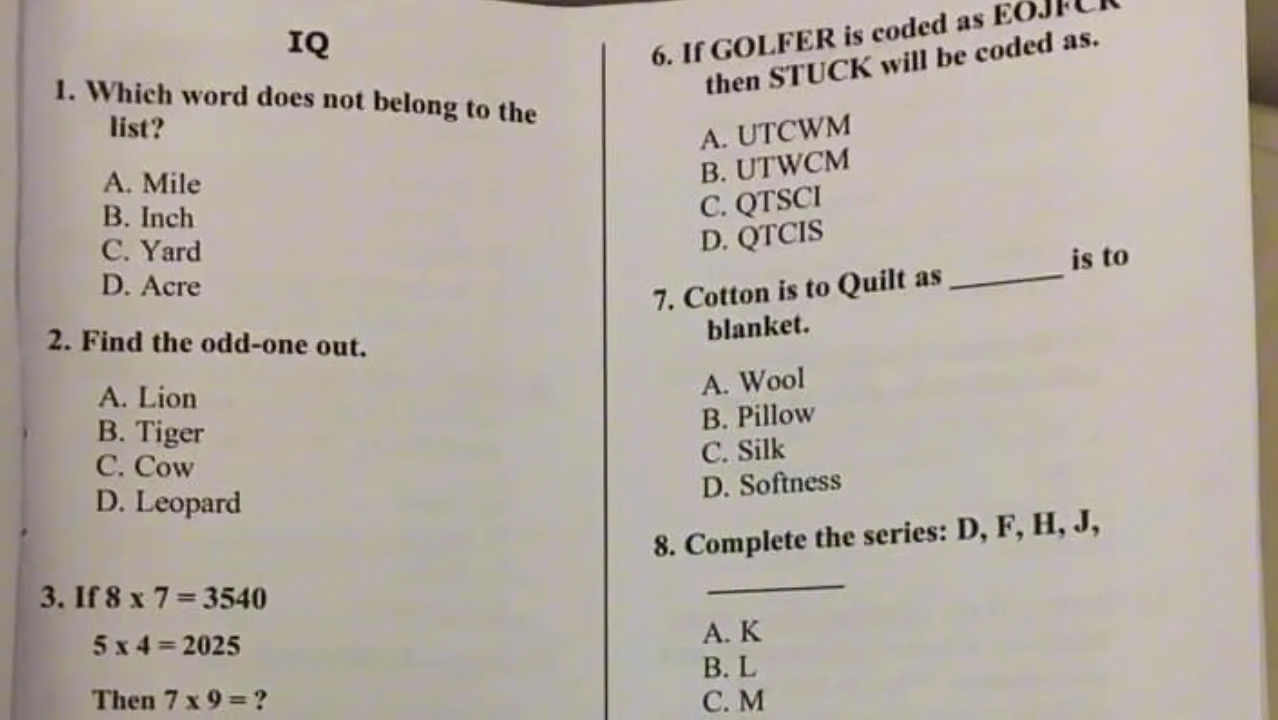 IQ
1. Which word does not belong to the
list?
A. Mile
B. Inch
C. Yard
D. Acre
2. Find the odd-one out.
A. Lion
B. Tiger
C. Cow
D. Leopard
3. If 8 x 7 = 3540
5 x 4 = 2025
Then 7 x 9 = ?
6. If GOLFER is coded as EOJFCR
then STUCK will be coded as.
A. UTCWM
B. UTWCM
C. QTSCI
D. QTCIS
7. Cotton is to Quilt as ________ is to
blanket.
A. Wool
B. Pillow
C. Silk
D. Softness
8. Complete the series: D, F, H, J,
__________
A. K
B. L
C. M